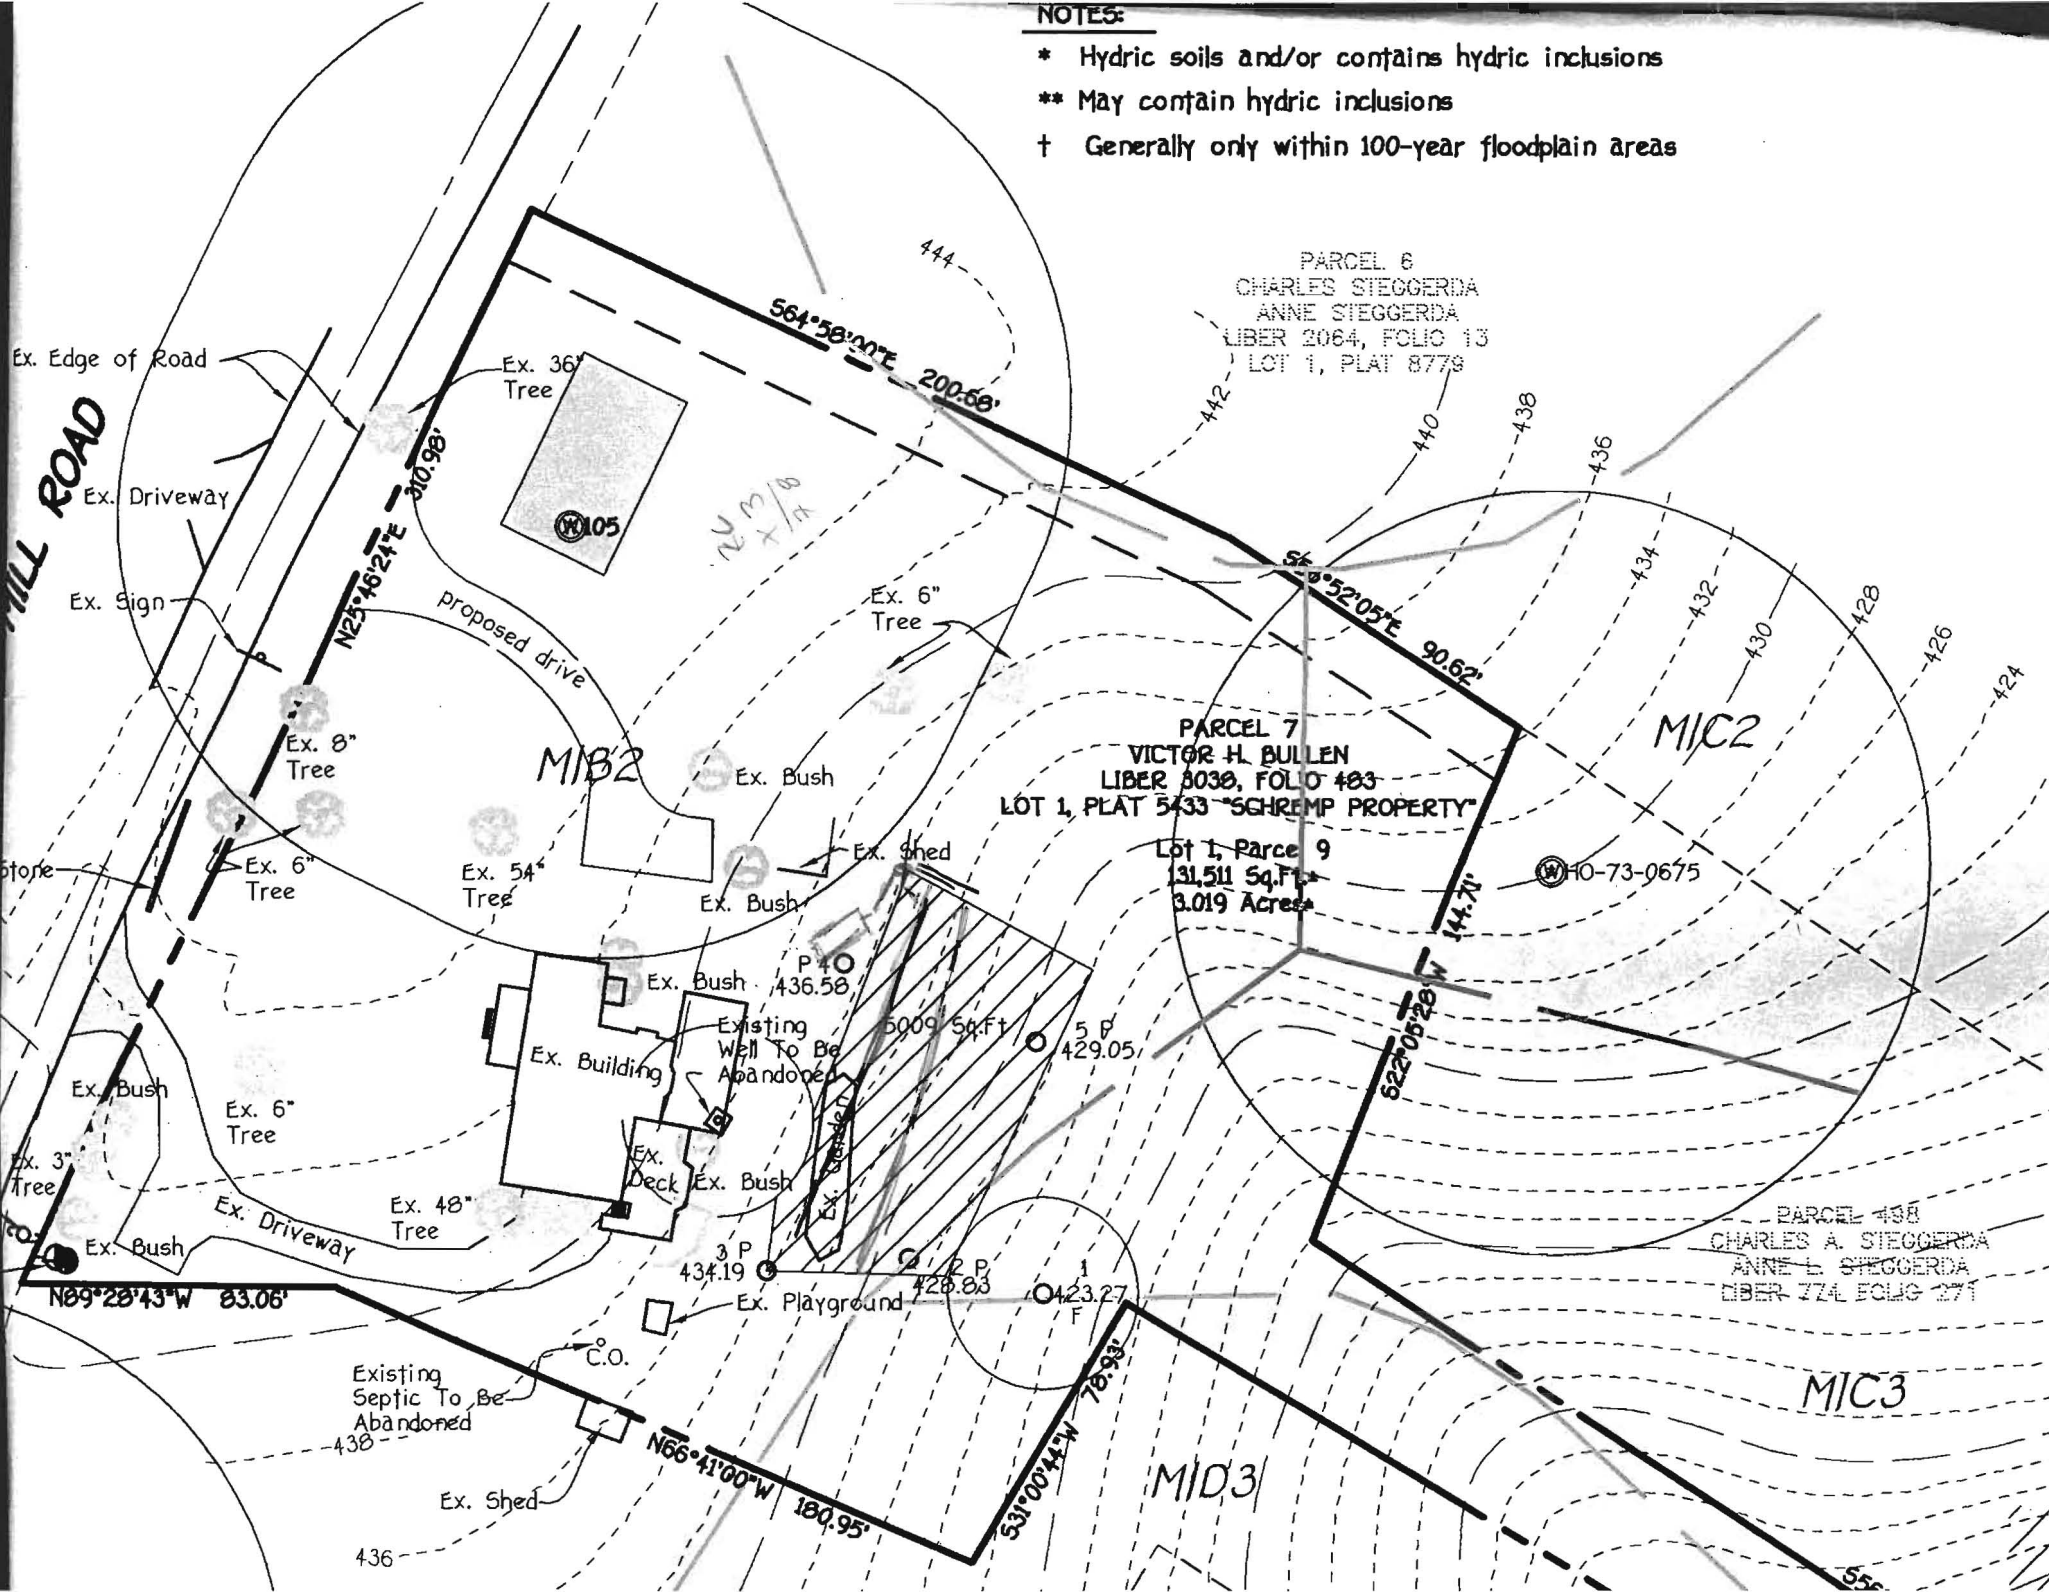 NOTES:
* Hydric soils and/or contains hydric inclusions
** May contain hydric inclusions
† Generally only within 100-year floodplain areas
444
PARCEL 6
CHARLES STEGGERDA
ANNE STEGGERDA
LIBER 2064, FOLIO 13
LOT 1, PLAT 8779
S64°58'00"E 200.68'
Ex. Edge of Road
Ex. 36"
Tree
442
440
438
436
434
432
430
428
426
424
MILL ROAD
310.98'
N25°46'24"E
Ex. Driveway
W 105
Ex. Sign
proposed drive
Ex. 6"
Tree
S56°52'05"E 90.62'
MIC2
PARCEL 7
VICTOR H. BULLEN
LIBER 3038, FOLIO 483
LOT 1, PLAT 5433 "SCHREMP PROPERTY"
Lot 1, Parcel 9
131,511 Sq.Ft.±
3.019 Acres±
Ex. 8"
Tree
MIB2
Ex. Bush
Ex. Shed
W HO-73-0675
Stone
Ex. 6"
Tree
Ex. 54"
Tree
Ex. Bush
144.71'
S22°05'28"W
P 4
436.58
Ex. Bush
Existing
Well To Be
Abandoned
5009 Sq.Ft
5 P
429.05
Ex. Building
Ex. Garden
Ex. Bush
Ex. 6"
Tree
Ex. 3"
Tree
Ex.
Deck
Ex. Bush
Ex. Driveway
Ex. 48"
Tree
Ex. Bush
3 P
434.19
2 P
428.83
1
423.27
F
PARCEL 498
CHARLES A. STEGGERDA
ANNE L. STEGGERDA
LIBER 774, FOLIO 271
N89°28'43"W 83.06'
Ex. Playground
C.O.
Existing
Septic To Be
Abandoned
438
S31°00'44"W 78.93'
MIC3
N66°41'00"W 180.95'
MID3
Ex. Shed
436
S56